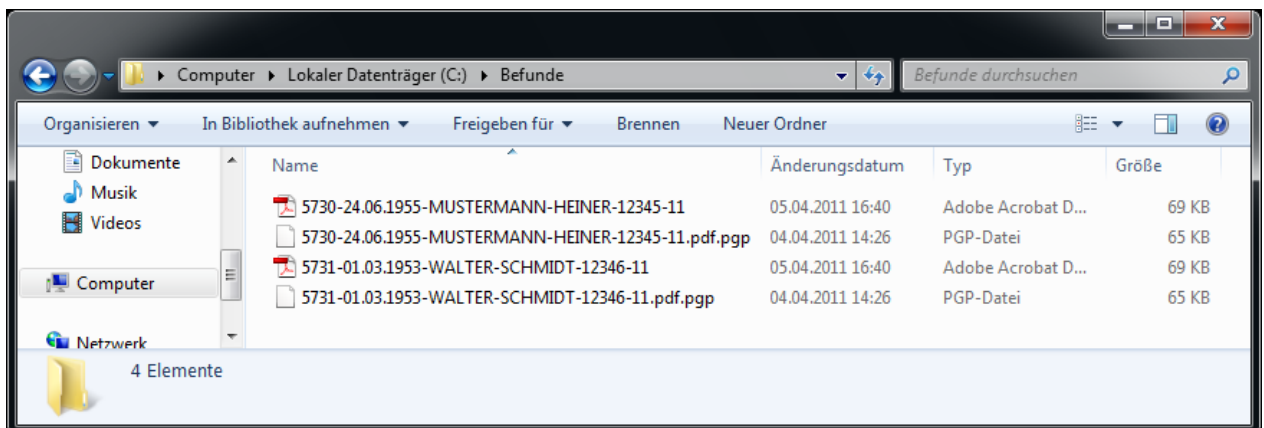 Computer Lokaler Datenträger (C:) Befunde Befunde durchsuchen
Organisieren In Bibliothek aufnehmen Freigeben für Brennen Neuer Ordner
Dokumente
Musik
Videos
Computer
Netzwerk
Name Änderungsdatum Typ Größe
5730-24.06.1955-MUSTERMANN-HEINER-12345-11 05.04.2011 16:40 Adobe Acrobat D... 69 KB
5730-24.06.1955-MUSTERMANN-HEINER-12345-11.pdf.pgp 04.04.2011 14:26 PGP-Datei 65 KB
5731-01.03.1953-WALTER-SCHMIDT-12346-11 05.04.2011 16:40 Adobe Acrobat D... 69 KB
5731-01.03.1953-WALTER-SCHMIDT-12346-11.pdf.pgp 04.04.2011 14:26 PGP-Datei 65 KB
4 Elemente